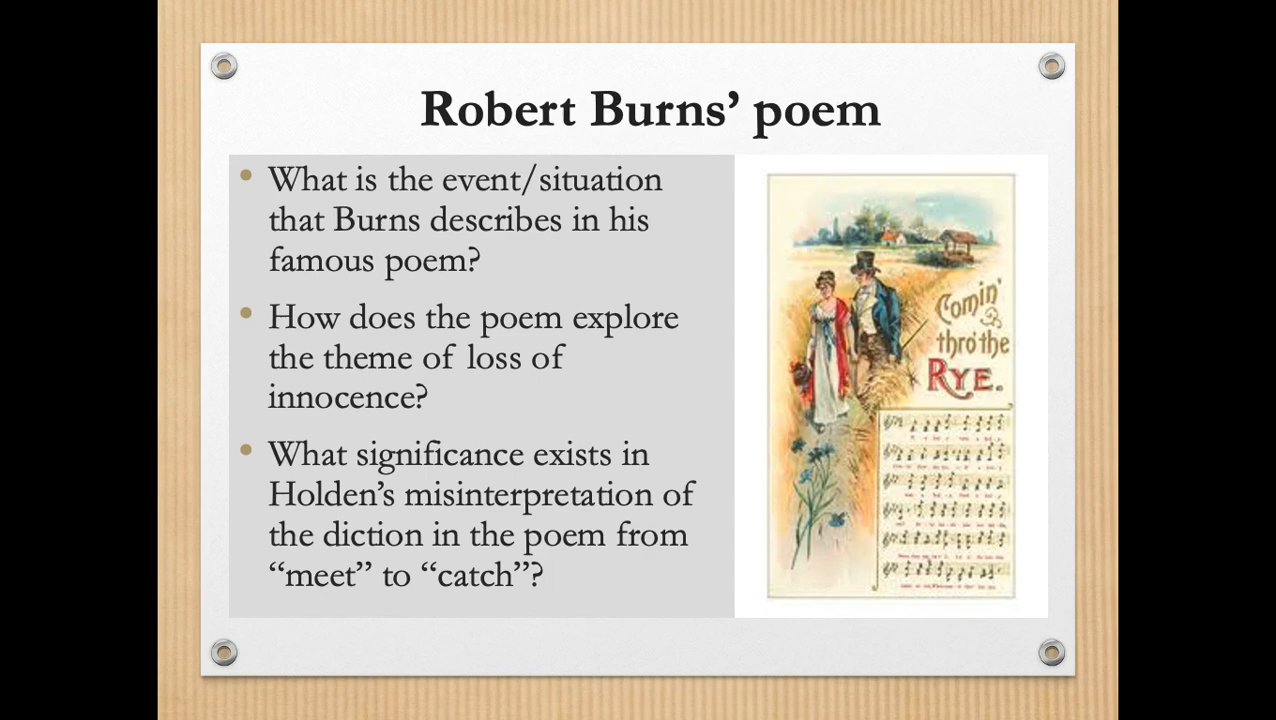 Robert Burns’ poem
• What is the event/situation
that Burns describes in his
famous poem?
• How does the poem explore
the theme of loss of
innocence?
• What significance exists in
Holden’s misinterpretation of
the diction in the poem from
“meet” to “catch”?
Comin’
thro’ the
RYE.